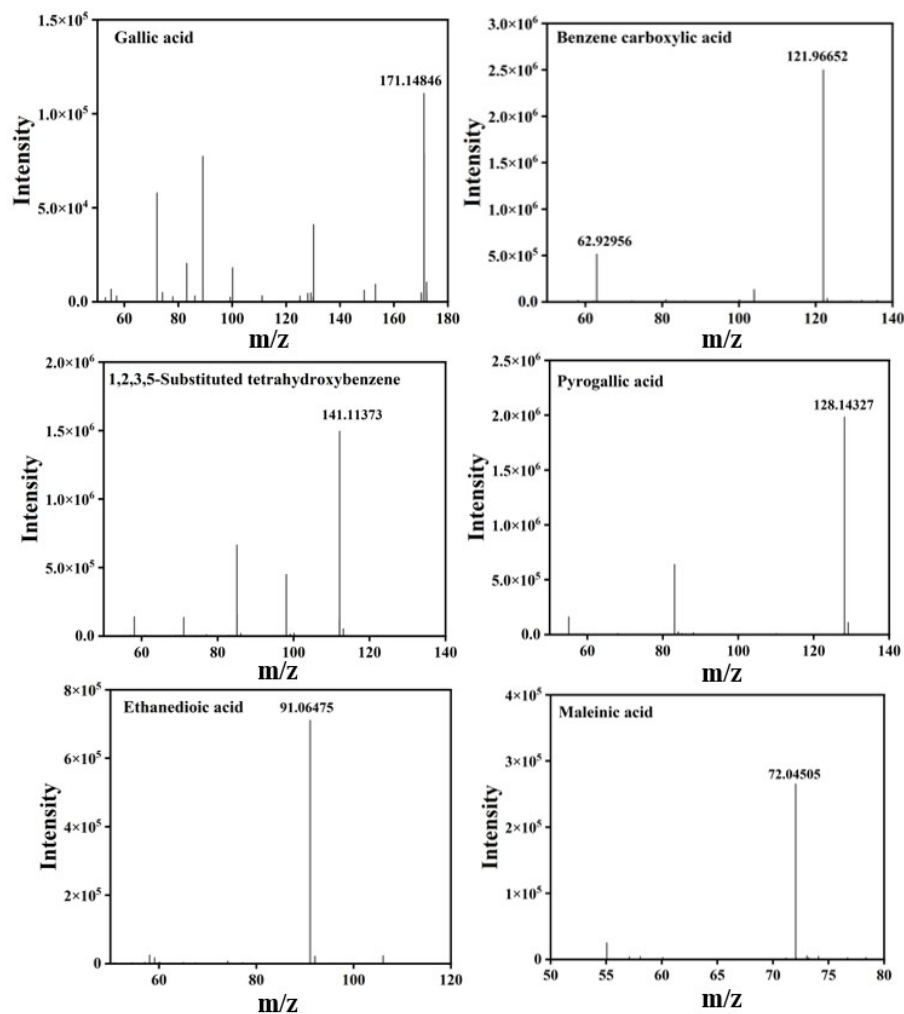 Gallic acid
171.14846
1.5×10⁵
1.0×10⁵
5.0×10⁴
0.0
Intensity
60 80 100 120 140 160 180
m/z
Benzene carboxylic acid
121.96652
62.92956
3.0×10⁶
2.5×10⁶
2.0×10⁶
1.5×10⁶
1.0×10⁶
5.0×10⁵
0.0
Intensity
60 80 100 120 140
m/z
1,2,3,5-Substituted tetrahydroxybenzene
141.11373
2.0×10⁶
1.5×10⁶
1.0×10⁶
5.0×10⁵
0.0
Intensity
60 80 100 120 140
m/z
Pyrogallic acid
128.14327
2.5×10⁶
2.0×10⁶
1.5×10⁶
1.0×10⁶
5.0×10⁵
0.0
Intensity
60 80 100 120 140
m/z
Ethanedioic acid
91.06475
8×10⁵
6×10⁵
4×10⁵
2×10⁵
0
Intensity
60 80 100 120
m/z
Maleinic acid
72.04505
4×10⁵
3×10⁵
2×10⁵
1×10⁵
0
Intensity
50 55 60 65 70 75 80
m/z